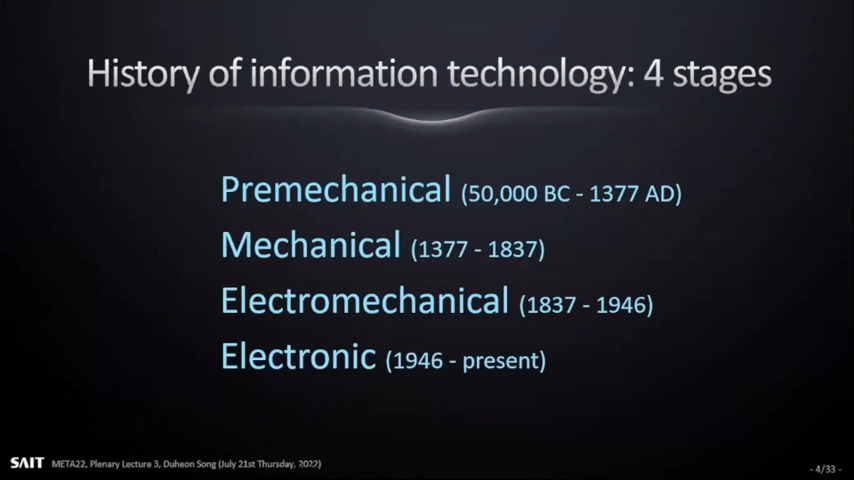 History of information technology: 4 stages
Premechanical (50,000 BC - 1377 AD)
Mechanical (1377 - 1837)
Electromechanical (1837 - 1946)
Electronic (1946 - present)
SAIT META22, Plenary Lecture 3, Duheon Song (July 21st Thursday, 2022)
- 4/33 -